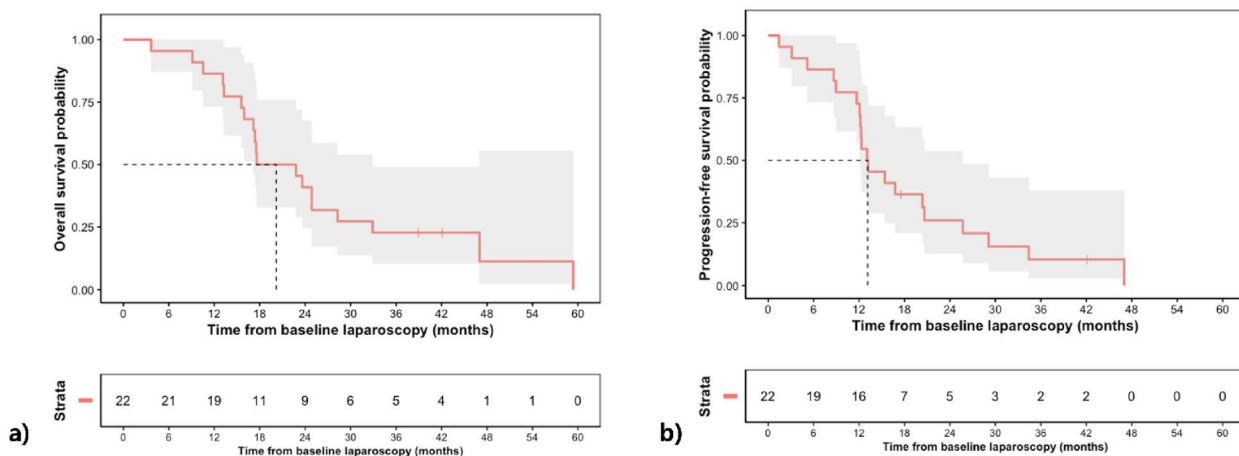 Overall survival probability
1.00
0.75
0.50
0.25
0.00
0 6 12 18 24 30 36 42 48 54 60
Time from baseline laparoscopy (months)
Strata
22 21 19 11 9 6 5 4 1 1 0
0 6 12 18 24 30 36 42 48 54 60
Time from baseline laparoscopy (months)
a)
Progression-free survival probability
1.00
0.75
0.50
0.25
0.00
0 6 12 18 24 30 36 42 48 54 60
Time from baseline laparoscopy (months)
Strata
22 19 16 7 5 3 2 2 0 0 0
0 6 12 18 24 30 36 42 48 54 60
Time from baseline laparoscopy (months)
b)